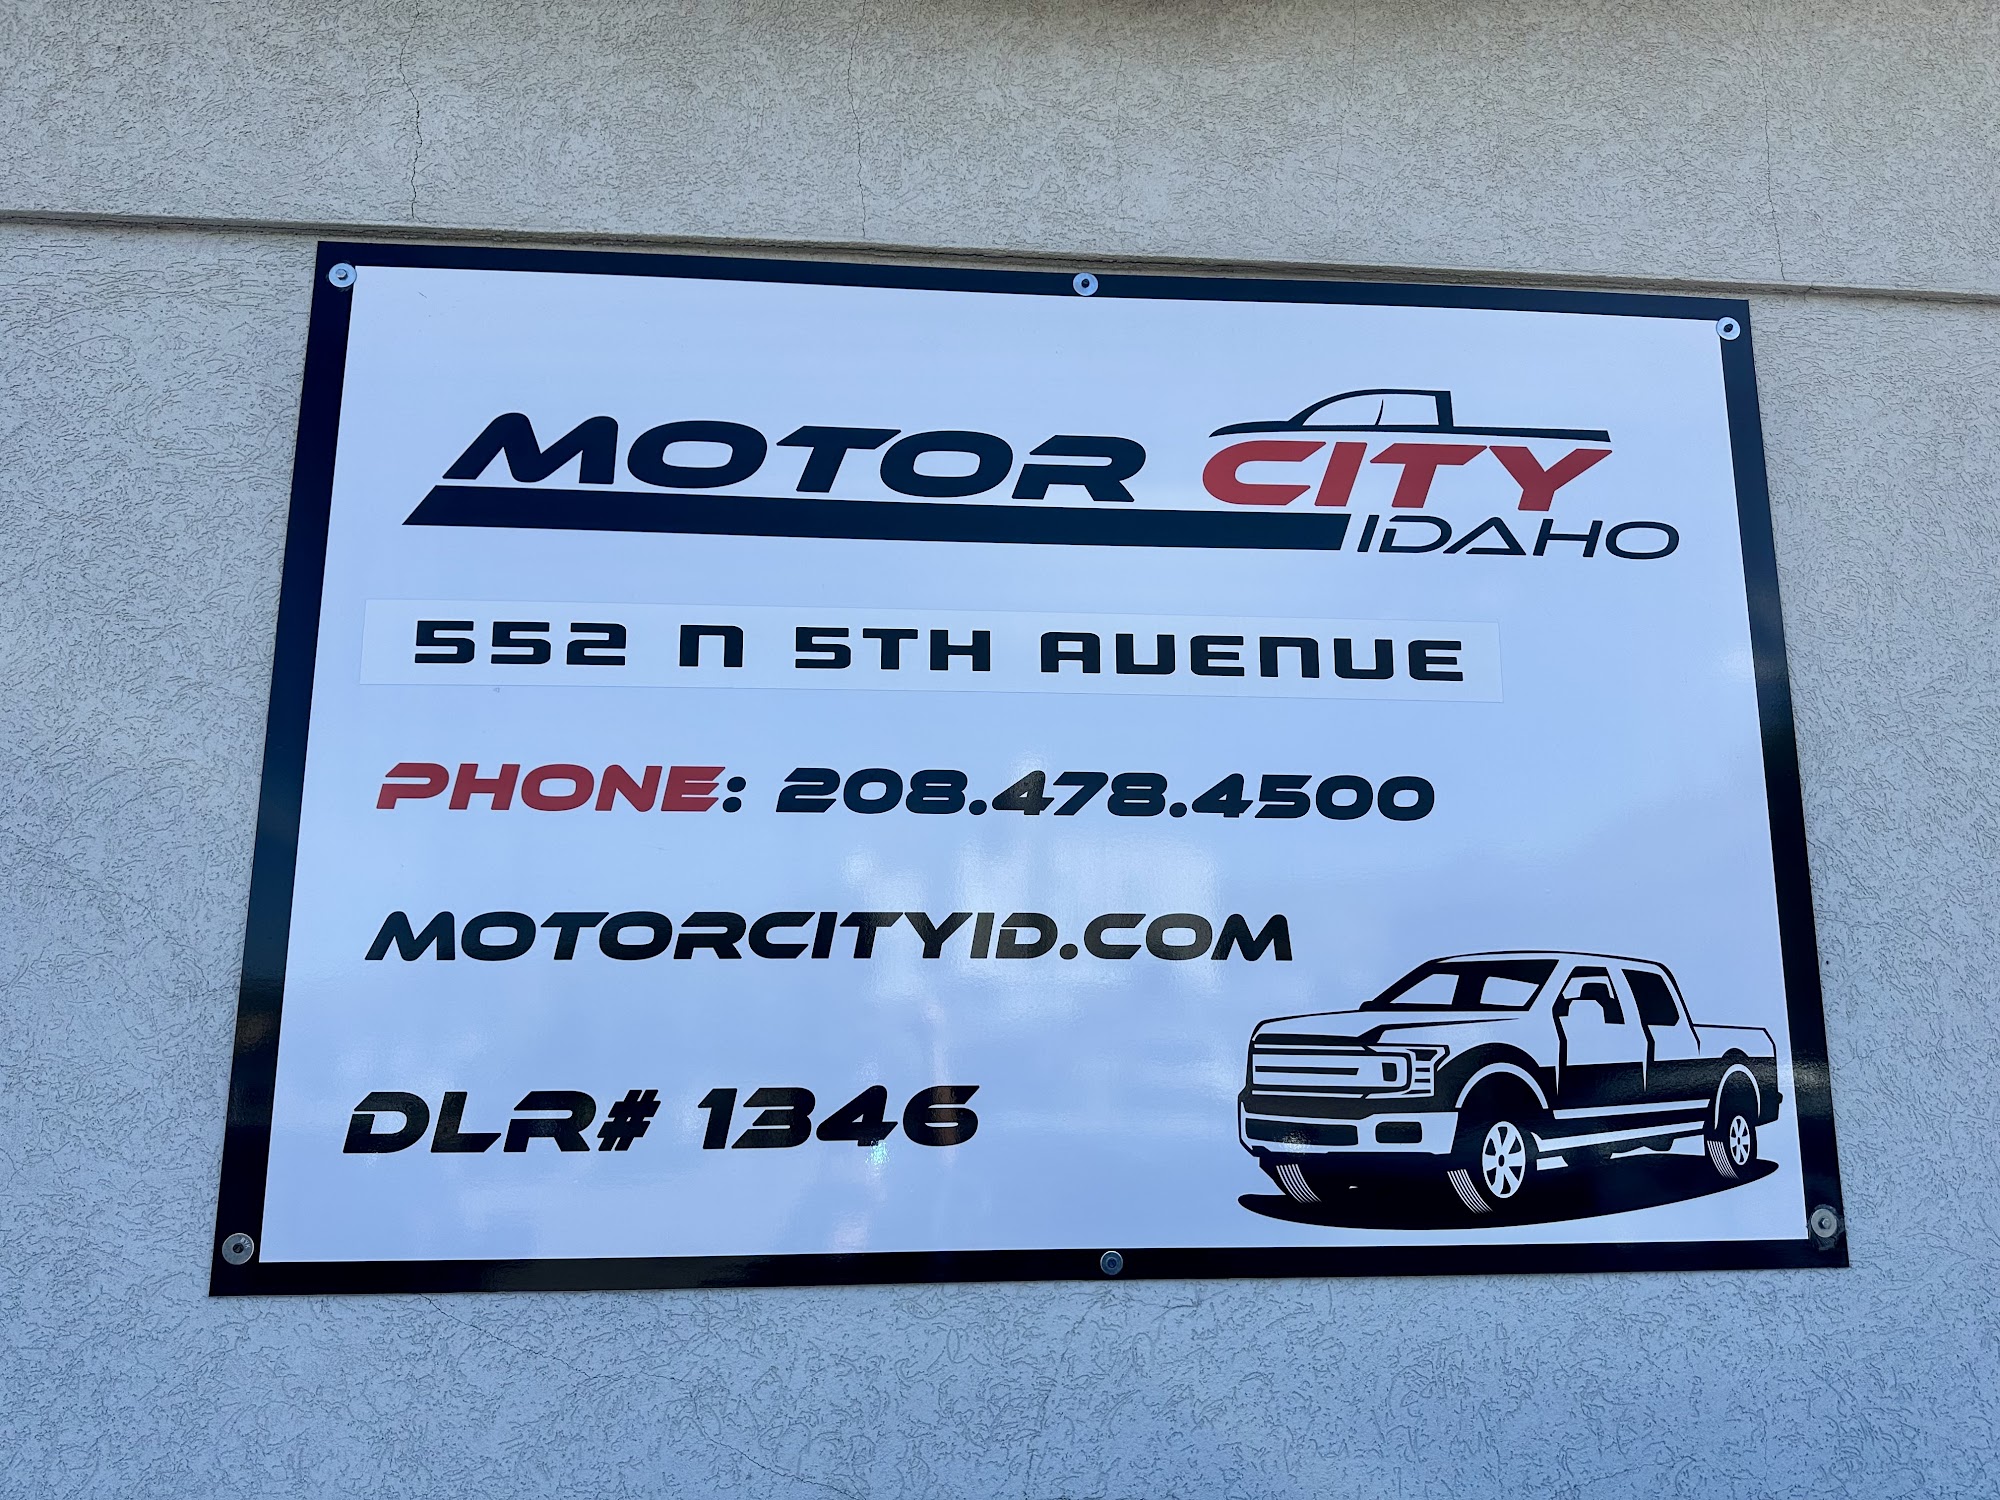 MOTOR CITY
IDAHO
552 N 5TH AVENUE
PHONE: 208.478.4500
MOTORCITYID.COM
DLR# 1346